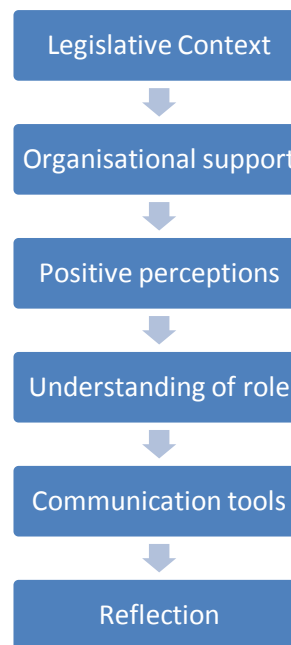 Legislative Context
Organisational support
Positive perceptions
Understanding of role
Communication tools
Reflection